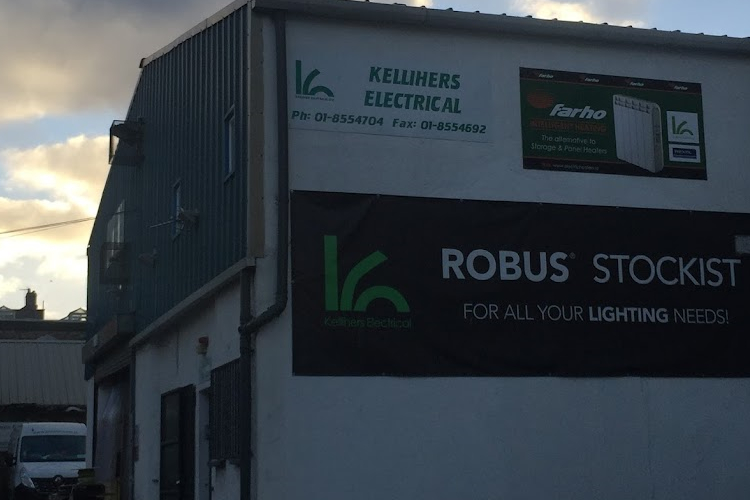 KELLIHERS
ELECTRICAL
Ph: 01-8554704 Fax: 01-8554692
farho
The alternative to
Storage & Panel Heaters
ROBUS® STOCKIST
FOR ALL YOUR LIGHTING NEEDS!
Kellihers Electrical